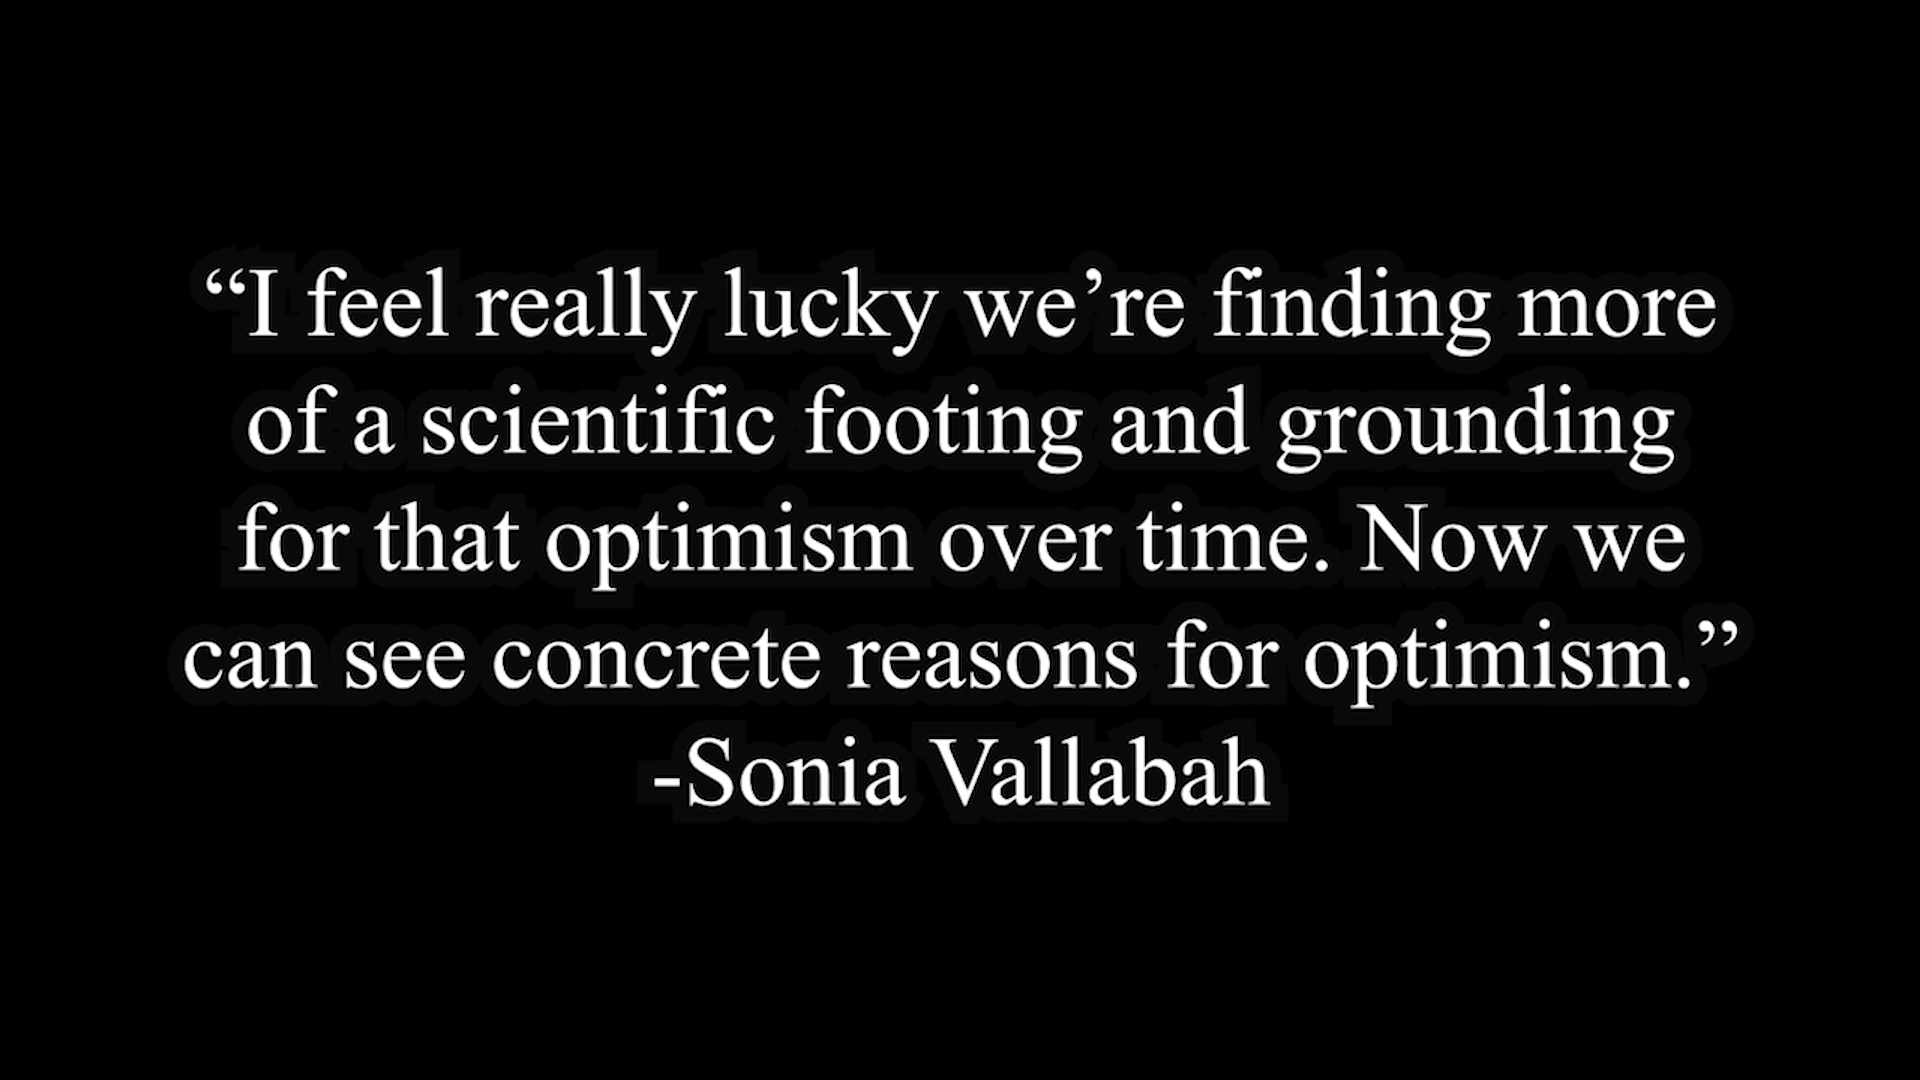 “I feel really lucky we’re finding more
of a scientific footing and grounding
for that optimism over time. Now we
can see concrete reasons for optimism.”
-Sonia Vallabah